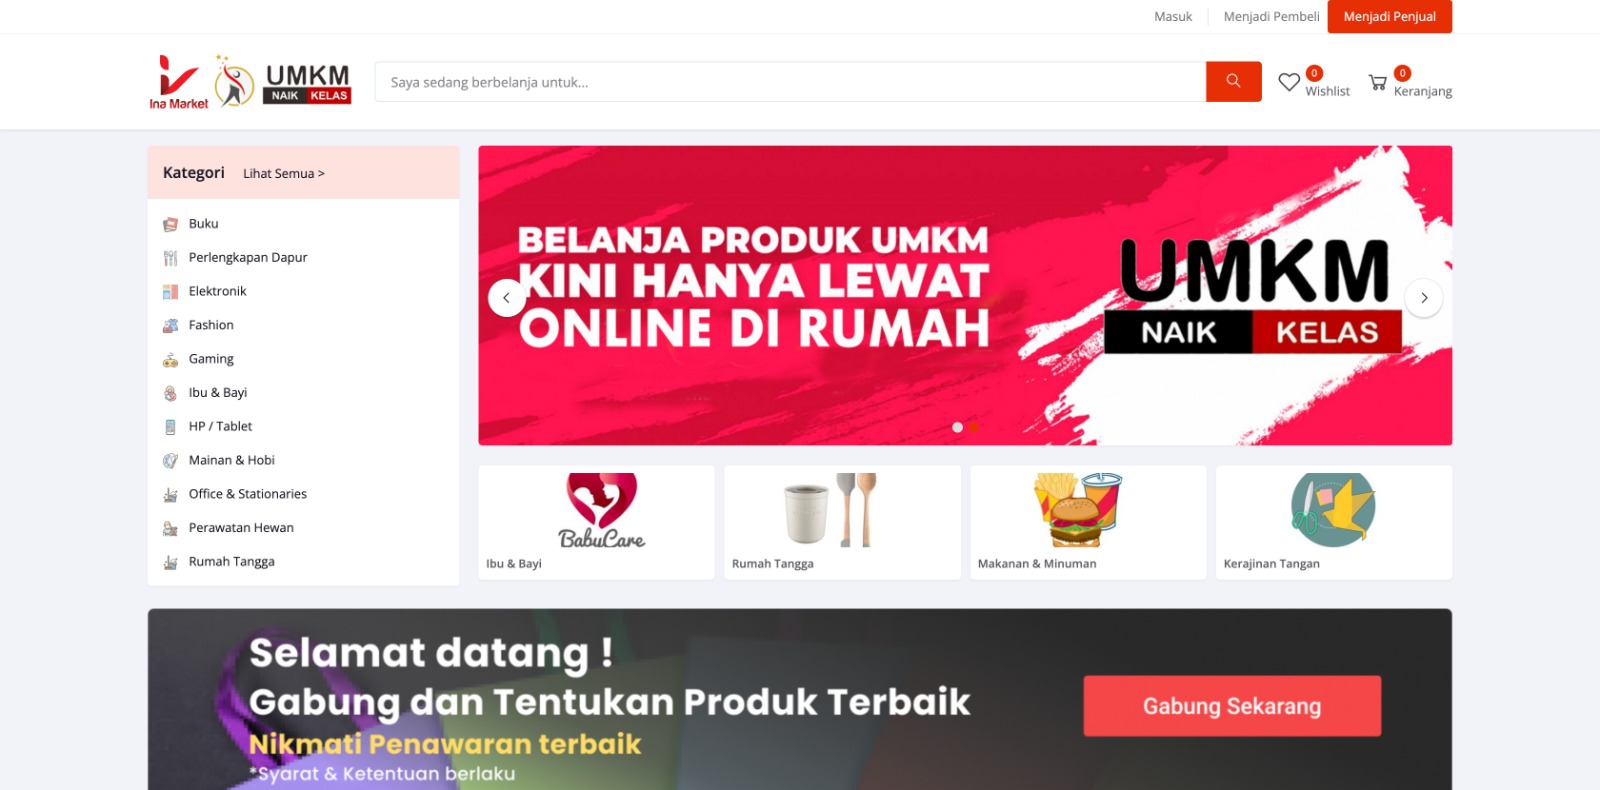 Masuk
Menjadi Pembeli
Menjadi Penjual
Ina Market
UMKM
NAIK KELAS
Saya sedang berbelanja untuk...
0
Wishlist
0
Keranjang
Kategori
Lihat Semua >
Buku
Perlengkapan Dapur
Elektronik
Fashion
Gaming
Ibu & Bayi
HP / Tablet
Mainan & Hobi
Office & Stationaries
Perawatan Hewan
Rumah Tangga
BELANJA PRODUK UMKM
KINI HANYA LEWAT
ONLINE DI RUMAH
UMKM
NAIK KELAS
BabyCare
Ibu & Bayi
Rumah Tangga
Makanan & Minuman
Kerajinan Tangan
Selamat datang !
Gabung dan Tentukan Produk Terbaik
Nikmati Penawaran terbaik
*Syarat & Ketentuan berlaku
Gabung Sekarang